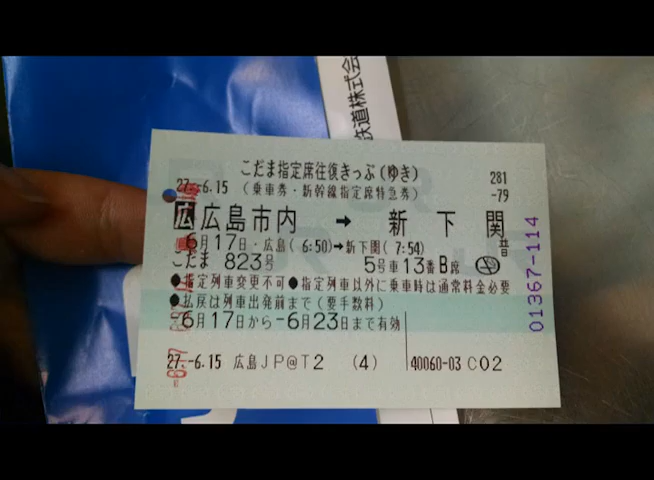 鉄道株式会
こだま指定席往復きっぷ(ゆき)
27.-6.15 (乗車券・新幹線指定席特急券) 281 -79
広 広島市内 → 新下関
6月17日・広島( 6:50)→新下関( 7:54) 普
こだま 823号 5号車13番B席
●指定列車変更不可●指定列車以外に乗車時は通常料金必要
●払戻は列車出発前まで(要手数料)
-6月17日から-6月23日まで有効
27.-6.15 広島JP@T2 (4) 40060-03 C02
01367-114